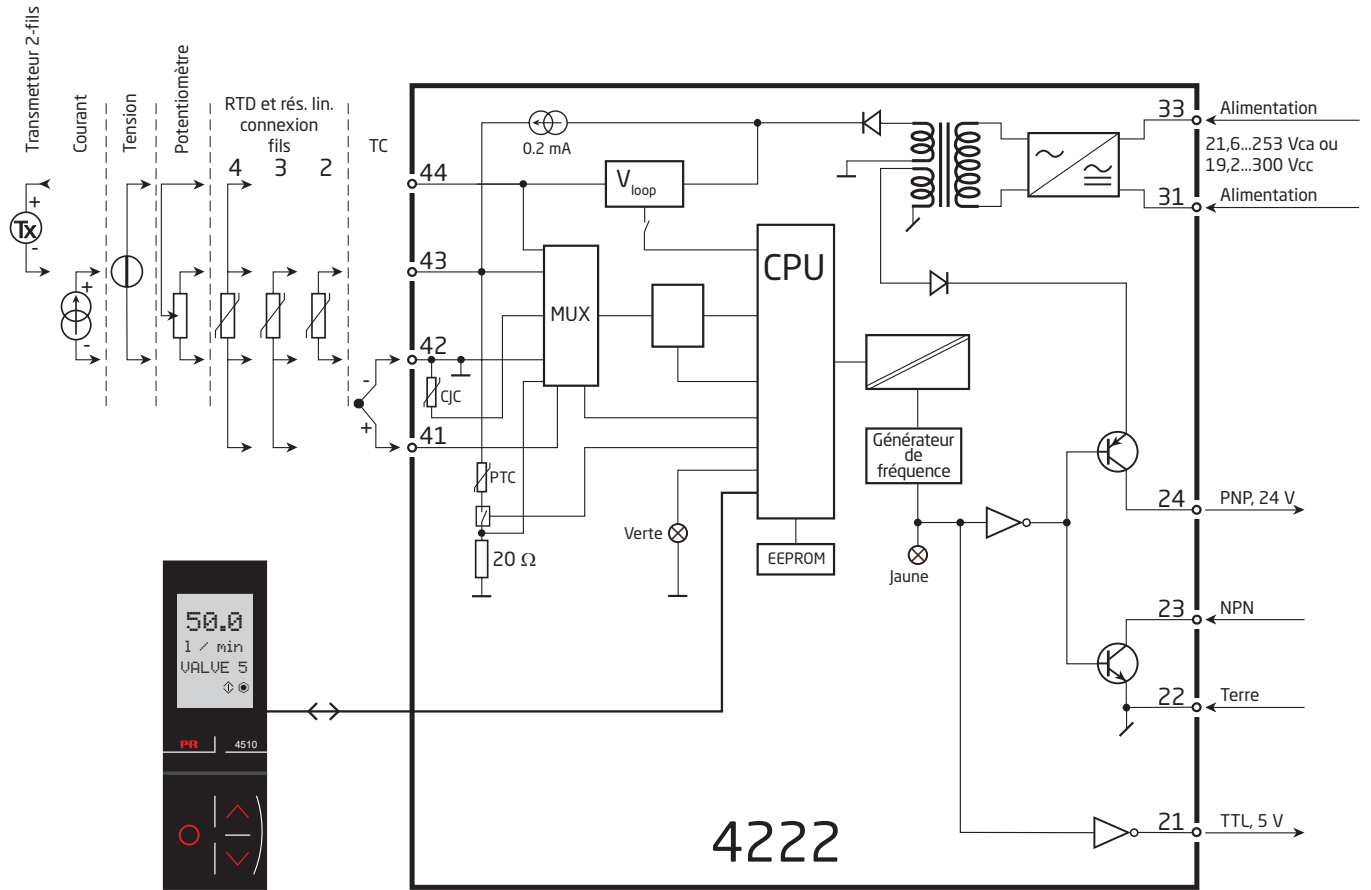 Transmetteur 2-fils
Courant
Tension
Potentiomètre
RTD et rés. lin.
connexion
fils
4 3 2
TC
+
Tx
-
+
-
-
+
44
43
42
41
CJC
PTC
20 Ω
0.2 mA
Vloop
MUX
CPU
EEPROM
Verte
Générateur
de
fréquence
Jaune
33
Alimentation
21,6...253 Vca ou
19,2...300 Vcc
31
Alimentation
24
PNP, 24 V
23
NPN
22
Terre
21
TTL, 5 V
4222
50.0
l / min
VALVE 5
PR
4510